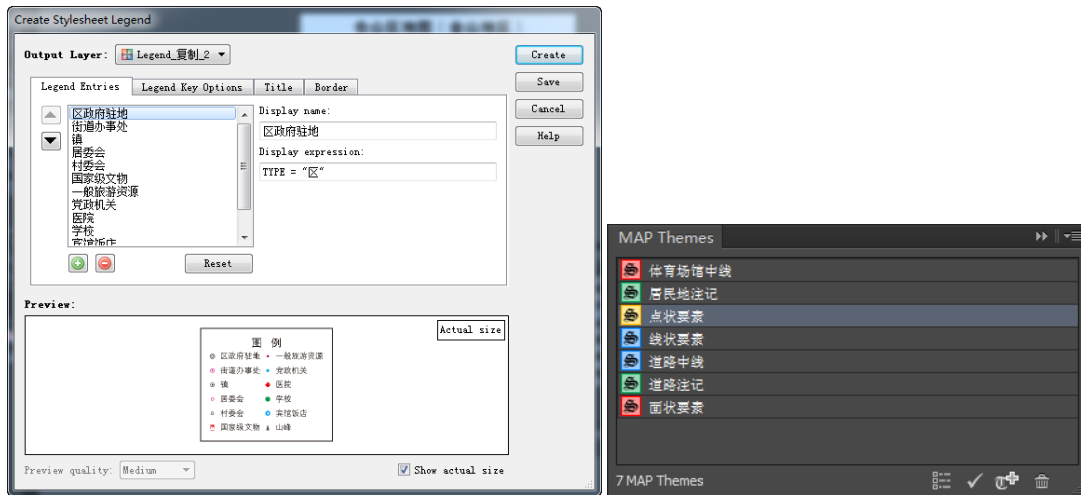 Create Stylesheet Legend
Output Layer: Legend_复制_2
Create
Legend Entries Legend Key Options Title Border
Save
区政府驻地
街道办事处
镇
居委会
村委会
国家级文物
一般旅游资源
党政机关
医院
学校
宾馆饭店
Display name:
区政府驻地
Display expression:
TYPE = "区"
Cancel
Help
Reset
Preview:
Actual size
图 例
区政府驻地 一般旅游资源
街道办事处 党政机关
镇 医院
居委会 学校
村委会 宾馆饭店
国家级文物 山峰
Preview quality: Medium
Show actual size
MAP Themes
体育场馆中线
居民地注记
点状要素
线状要素
道路中线
道路注记
面状要素
7 MAP Themes